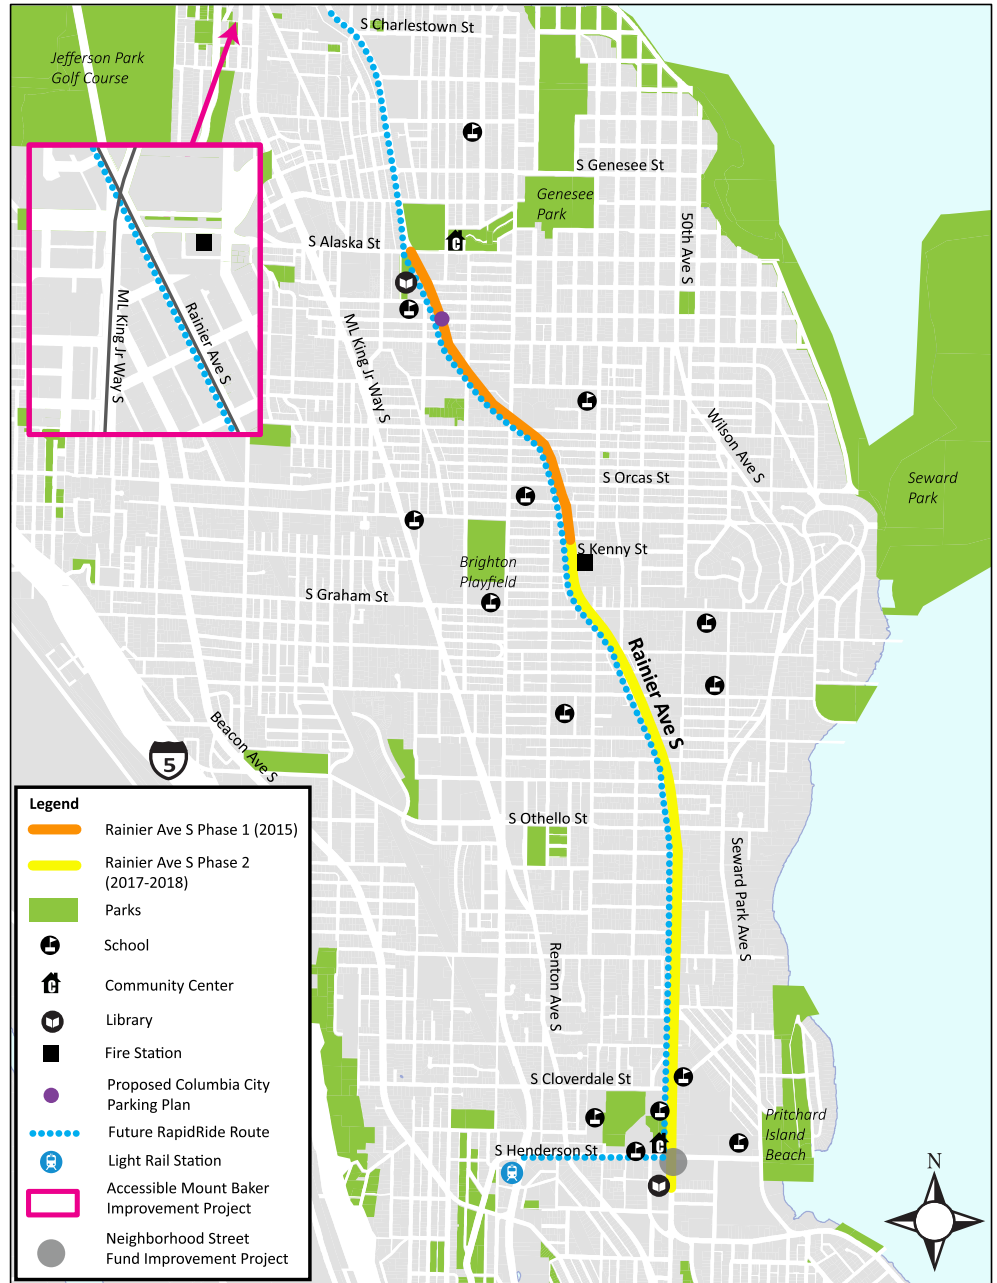 S Charlestown St
Jefferson Park
Golf Course
S Genesee St
Genesee
Park
50th Ave S
S Alaska St
C
ML King Jr Way S
Rainier Ave S
ML King Jr Way S
Wilson Ave S
S Orcas St
Seward
Park
S Kenny St
Brighton
Playfield
S Graham St
Rainier Ave S
Beacon Ave S
5
S Othello St
Seward Park Ave S
Renton Ave S
S Cloverdale St
Pritchard
Island
Beach
S Henderson St
C
N
Legend
Rainier Ave S Phase 1 (2015)
Rainier Ave S Phase 2
(2017-2018)
Parks
School
C
Community Center
Library
Fire Station
Proposed Columbia City
Parking Plan
Future RapidRide Route
Light Rail Station
Accessible Mount Baker
Improvement Project
Neighborhood Street
Fund Improvement Project